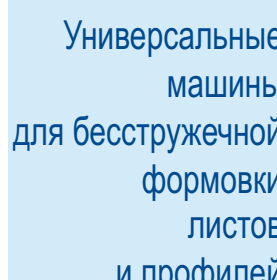 Универсальные
машины
для бесстружечной
формовки
листов
и профилей